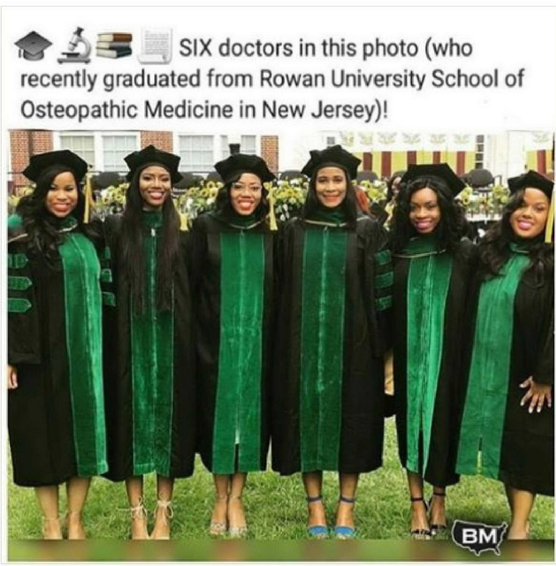 SIX doctors in this photo (who
recently graduated from Rowan University School of
Osteopathic Medicine in New Jersey)!
BM